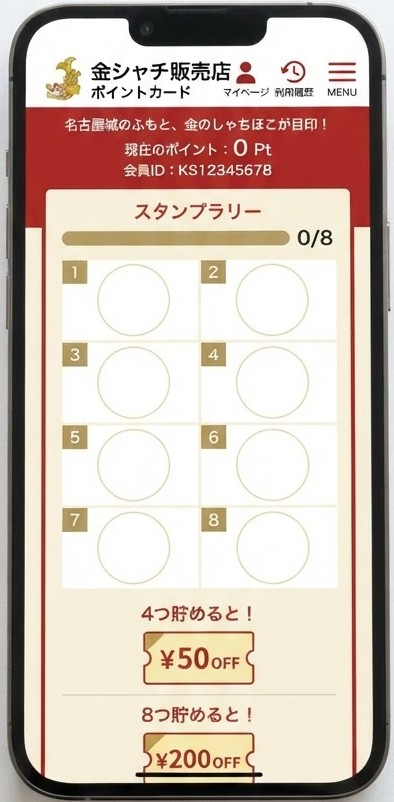 金シャチ販売店
ポイントカード
マイページ
利用履歴
MENU
名古屋城のふもと、金のしゃちほこが目印！
現在のポイント：0 Pt
会員ID：KS12345678
スタンプラリー
0/8
1
2
3
4
5
6
7
8
4つ貯めると！
¥50OFF
8つ貯めると！
¥200OFF